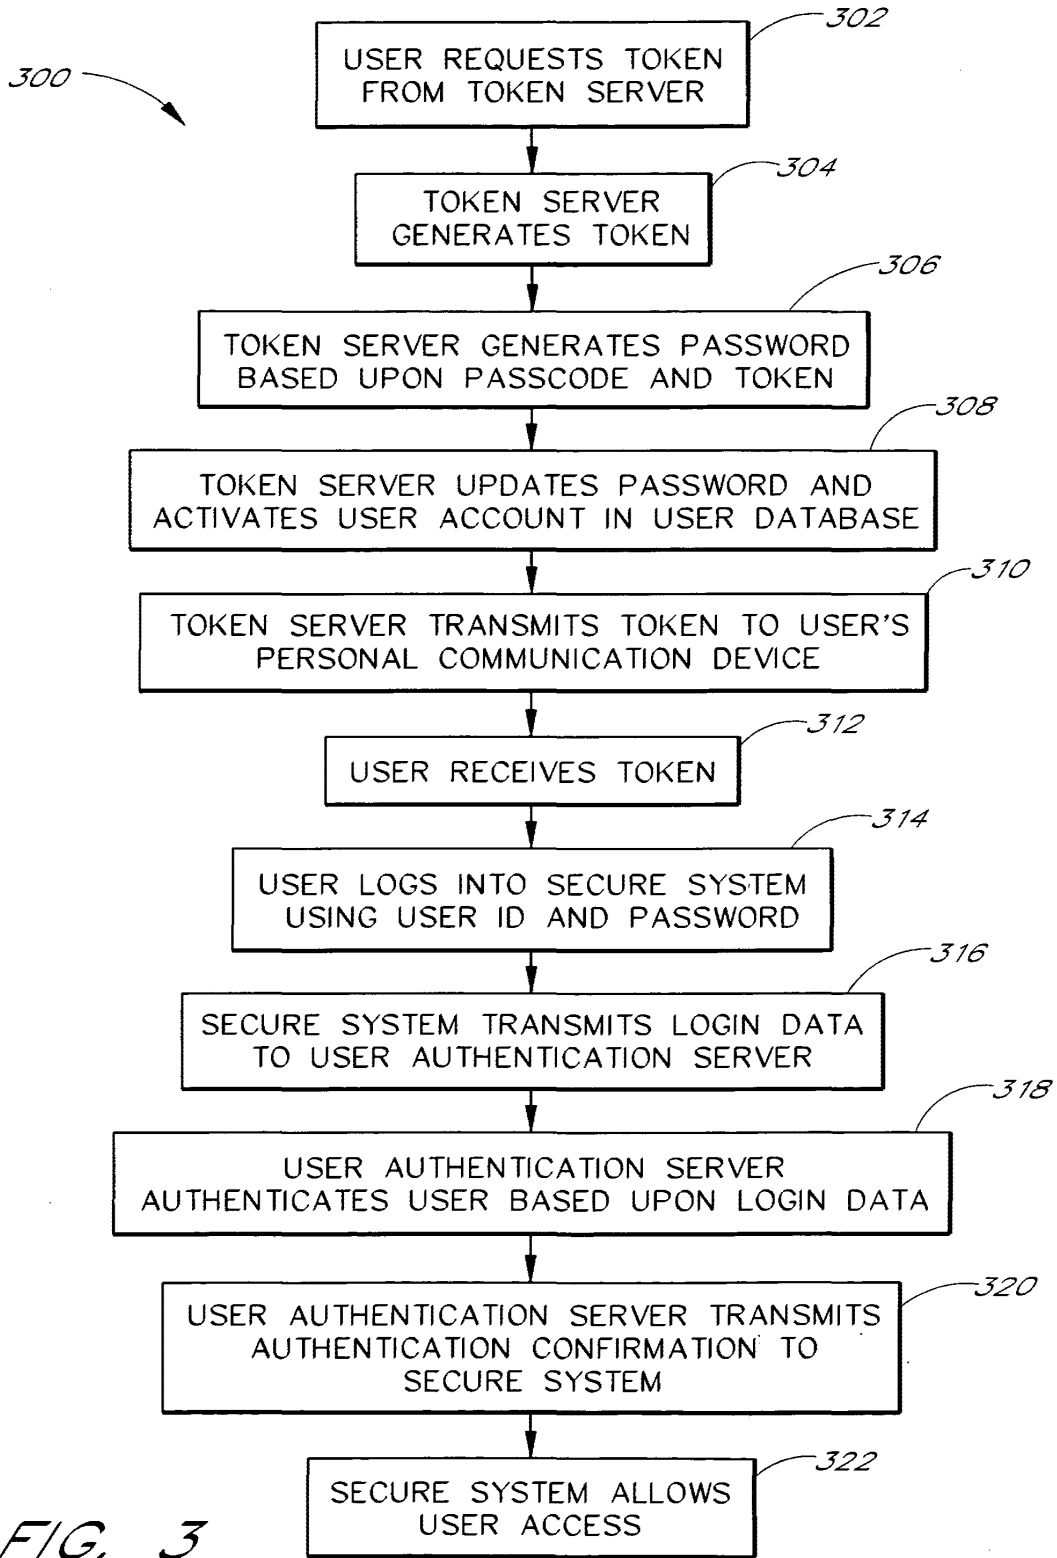 302
USER REQUESTS TOKEN
FROM TOKEN SERVER
300
304
TOKEN SERVER
GENERATES TOKEN
306
TOKEN SERVER GENERATES PASSWORD
BASED UPON PASSCODE AND TOKEN
308
TOKEN SERVER UPDATES PASSWORD AND
ACTIVATES USER ACCOUNT IN USER DATABASE
310
TOKEN SERVER TRANSMITS TOKEN TO USER'S
PERSONAL COMMUNICATION DEVICE
312
USER RECEIVES TOKEN
314
USER LOGS INTO SECURE SYSTEM
USING USER ID AND PASSWORD
316
SECURE SYSTEM TRANSMITS LOGIN DATA
TO USER AUTHENTICATION SERVER
318
USER AUTHENTICATION SERVER
AUTHENTICATES USER BASED UPON LOGIN DATA
320
USER AUTHENTICATION SERVER TRANSMITS
AUTHENTICATION CONFIRMATION TO
SECURE SYSTEM
322
SECURE SYSTEM ALLOWS
USER ACCESS
FIG. 3